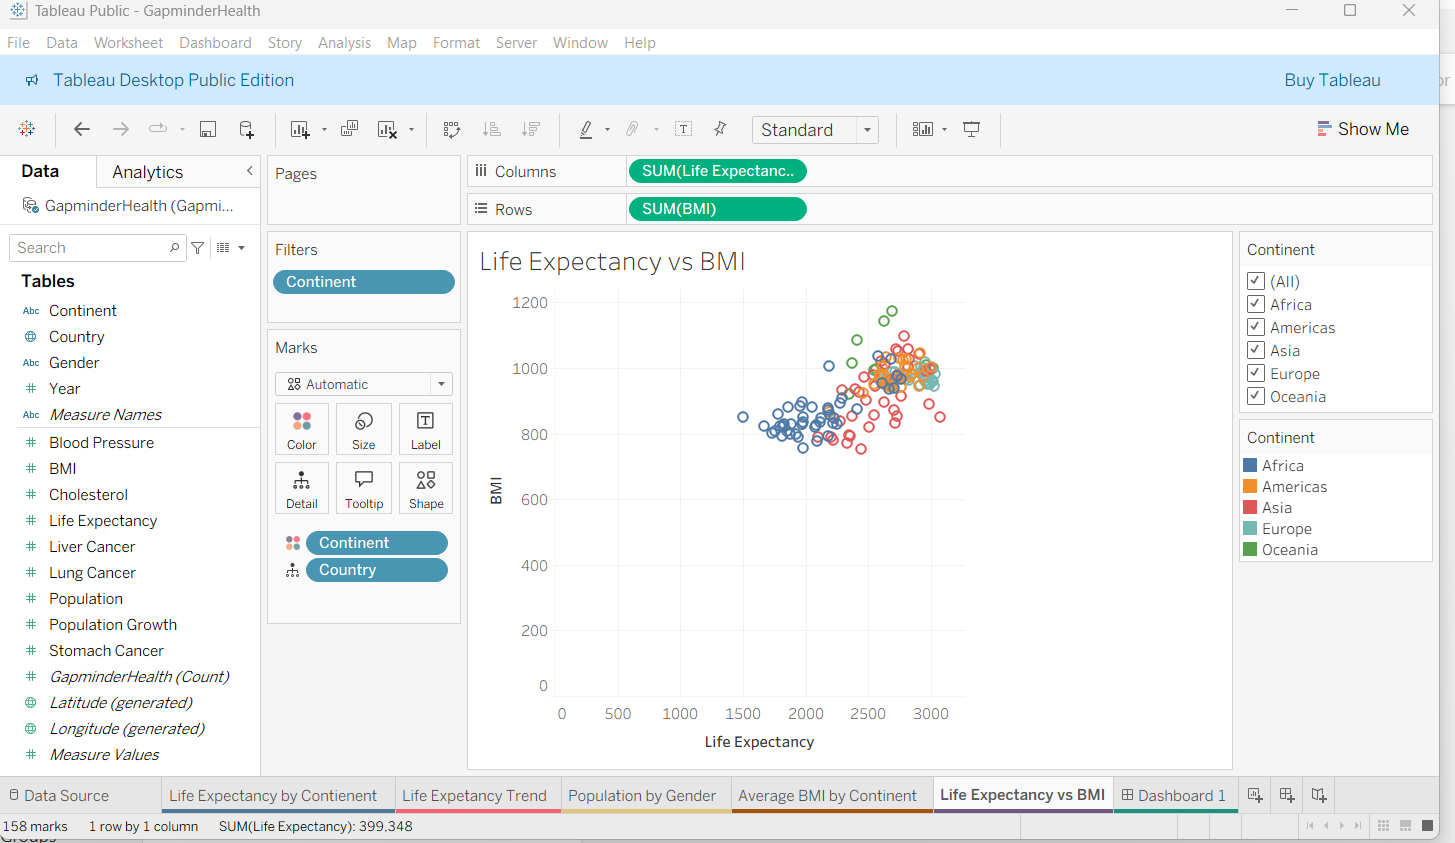 Tableau Public - GapminderHealth
File Data Worksheet Dashboard Story Analysis Map Format Server Window Help
Tableau Desktop Public Edition
Buy Tableau
Standard
Show Me
Data
Analytics
GapminderHealth (Gapmi...
Search
Tables
Abc Continent
Country
Abc Gender
# Year
Abc Measure Names
# Blood Pressure
# BMI
# Cholesterol
# Life Expectancy
# Liver Cancer
# Lung Cancer
# Population
# Population Growth
# Stomach Cancer
# GapminderHealth (Count)
Latitude (generated)
Longitude (generated)
# Measure Values
Pages
Filters
Continent
Marks
Automatic
Color
Size
Label
Detail
Tooltip
Shape
Continent
Country
Columns
SUM(Life Expectanc..
Rows
SUM(BMI)
Life Expectancy vs BMI
1200
1000
800
600
400
200
0
BMI
0 500 1000 1500 2000 2500 3000
Life Expectancy
Continent
(All)
Africa
Americas
Asia
Europe
Oceania
Continent
Africa
Americas
Asia
Europe
Oceania
Data Source
Life Expectancy by Contienent
Life Expetancy Trend
Population by Gender
Average BMI by Continent
Life Expectancy vs BMI
Dashboard 1
158 marks
1 row by 1 column
SUM(Life Expectancy): 399,348